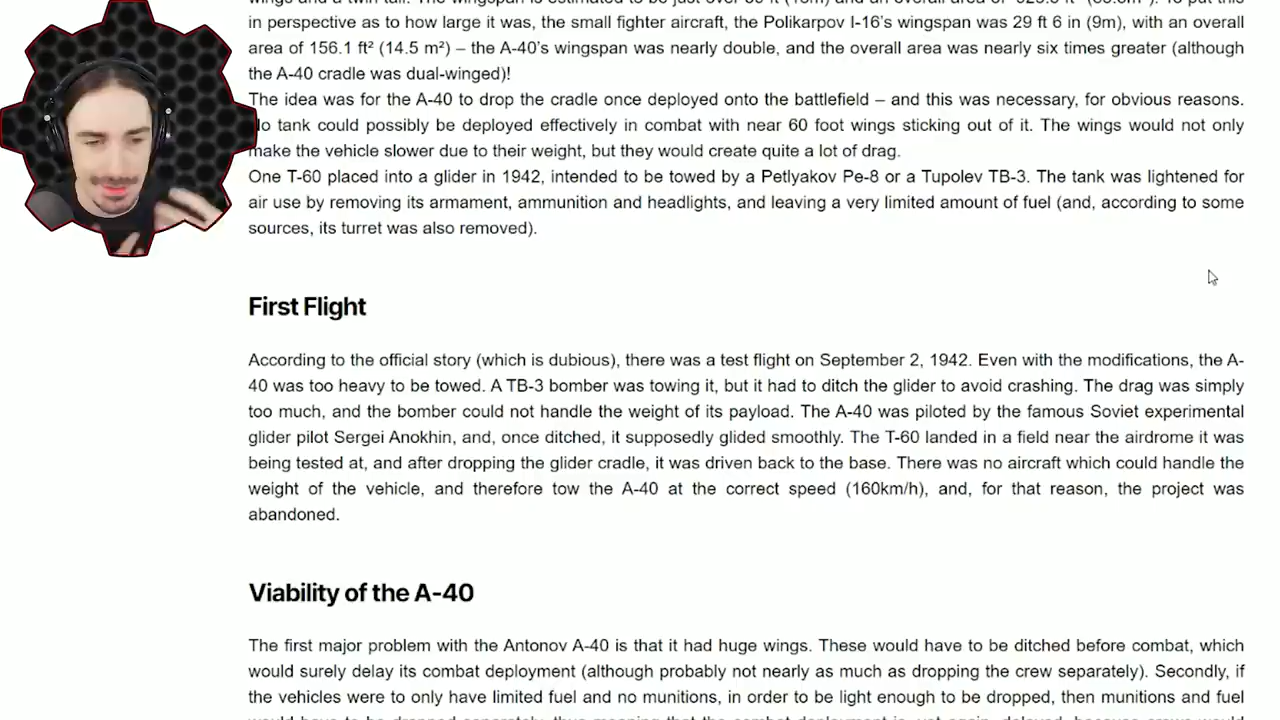 in perspective as to how large it was, the small fighter aircraft, the Polikarpov I-16's wingspan was 29 ft 6 in (9m), with an overall
area of 156.1 ft² (14.5 m²) – the A-40's wingspan was nearly double, and the overall area was nearly six times greater (although
the A-40 cradle was dual-winged)!
The idea was for the A-40 to drop the cradle once deployed onto the battlefield – and this was necessary, for obvious reasons.
tank could possibly be deployed effectively in combat with near 60 foot wings sticking out of it. The wings would not only
make the vehicle slower due to their weight, but they would create quite a lot of drag.
One T-60 placed into a glider in 1942, intended to be towed by a Petlyakov Pe-8 or a Tupolev TB-3. The tank was lightened for
air use by removing its armament, ammunition and headlights, and leaving a very limited amount of fuel (and, according to some
sources, its turret was also removed).
First Flight
According to the official story (which is dubious), there was a test flight on September 2, 1942. Even with the modifications, the A-
40 was too heavy to be towed. A TB-3 bomber was towing it, but it had to ditch the glider to avoid crashing. The drag was simply
too much, and the bomber could not handle the weight of its payload. The A-40 was piloted by the famous Soviet experimental
glider pilot Sergei Anokhin, and, once ditched, it supposedly glided smoothly. The T-60 landed in a field near the airdrome it was
being tested at, and after dropping the glider cradle, it was driven back to the base. There was no aircraft which could handle the
weight of the vehicle, and therefore tow the A-40 at the correct speed (160km/h), and, for that reason, the project was
abandoned.
Viability of the A-40
The first major problem with the Antonov A-40 is that it had huge wings. These would have to be ditched before combat, which
would surely delay its combat deployment (although probably not nearly as much as dropping the crew separately). Secondly, if
the vehicles were to only have limited fuel and no munitions, in order to be light enough to be dropped, then munitions and fuel